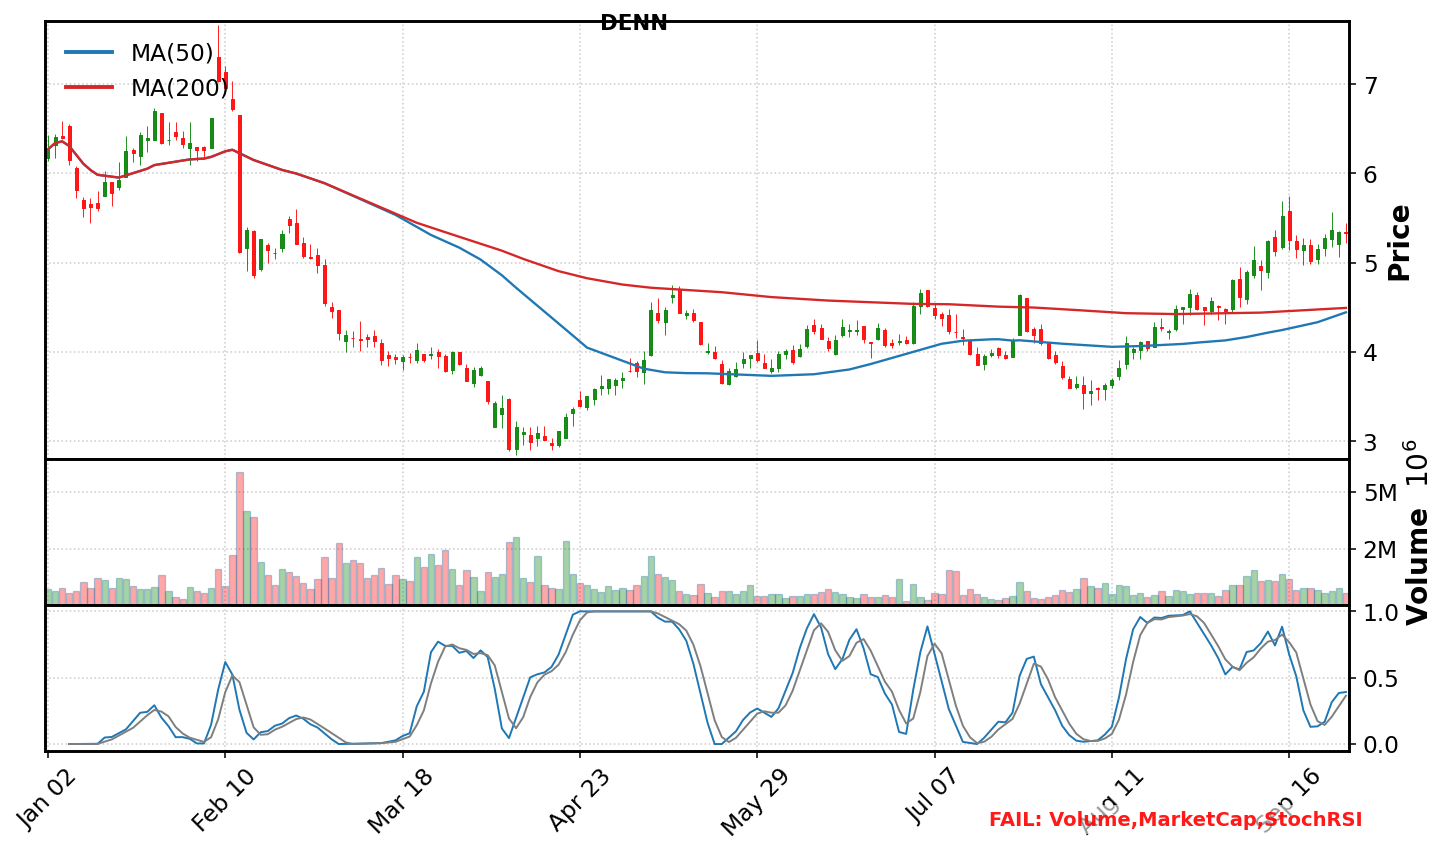 DENN
MA(50)
MA(200)
7
6
5
4
3
Price
10^6
5M
2M
Volume
1.0
0.5
0.0
Jan 02
Feb 10
Mar 18
Apr 23
May 29
Jul 07
Aug 11
Sep 16
FAIL: Volume,MarketCap,StochRSI